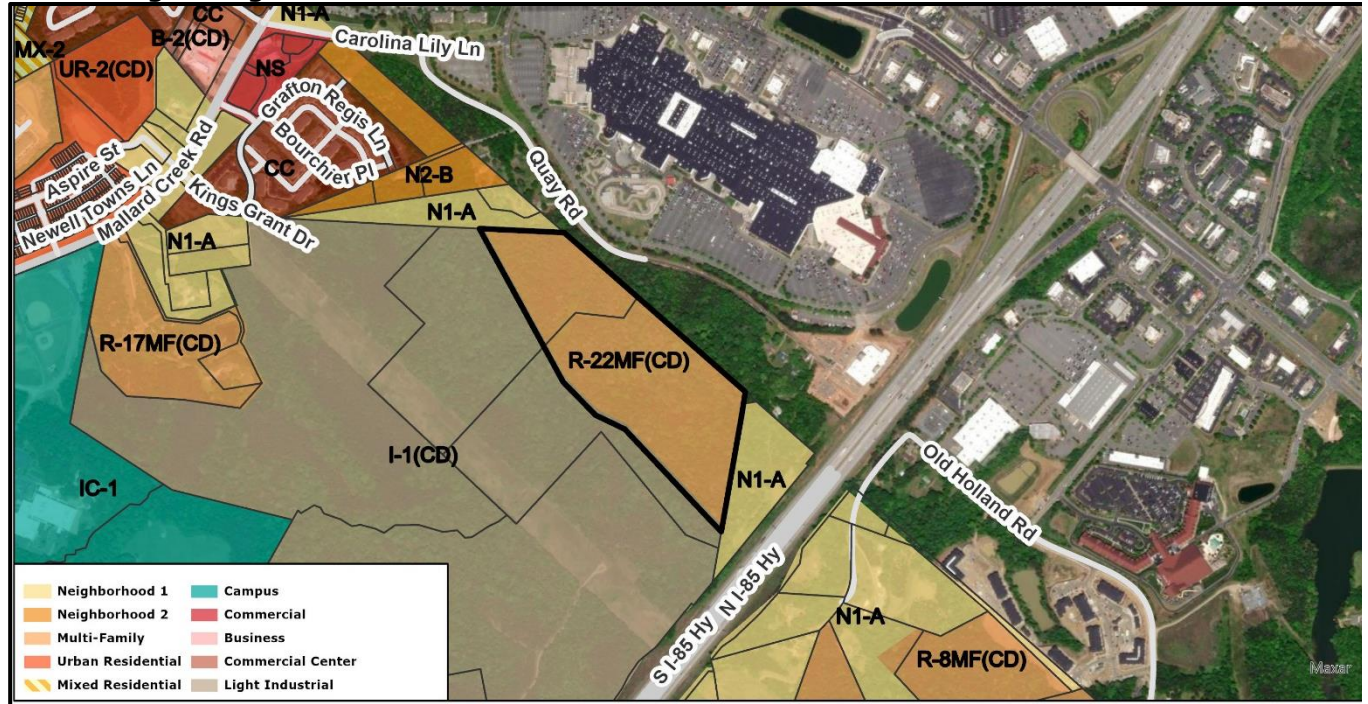 CC
N1-A
MX-2
B-2(CD)
Carolina Lily Ln
UR-2(CD)
NS
Grafton Regis Ln
Bourchier Pl
Aspire St
Newell Towns Ln
Mallard Creek Rd
CC
Kings Grant Dr
N2-B
Quay Rd
N1-A
N1-A
R-17MF(CD)
R-22MF(CD)
I-1(CD)
N1-A
IC-1
Old Holland Rd
S I-85 Hy
N I-85 Hy
N1-A
R-8MF(CD)
Neighborhood 1
Neighborhood 2
Multi-Family
Urban Residential
Mixed Residential
Campus
Commercial
Business
Commercial Center
Light Industrial
Maxar